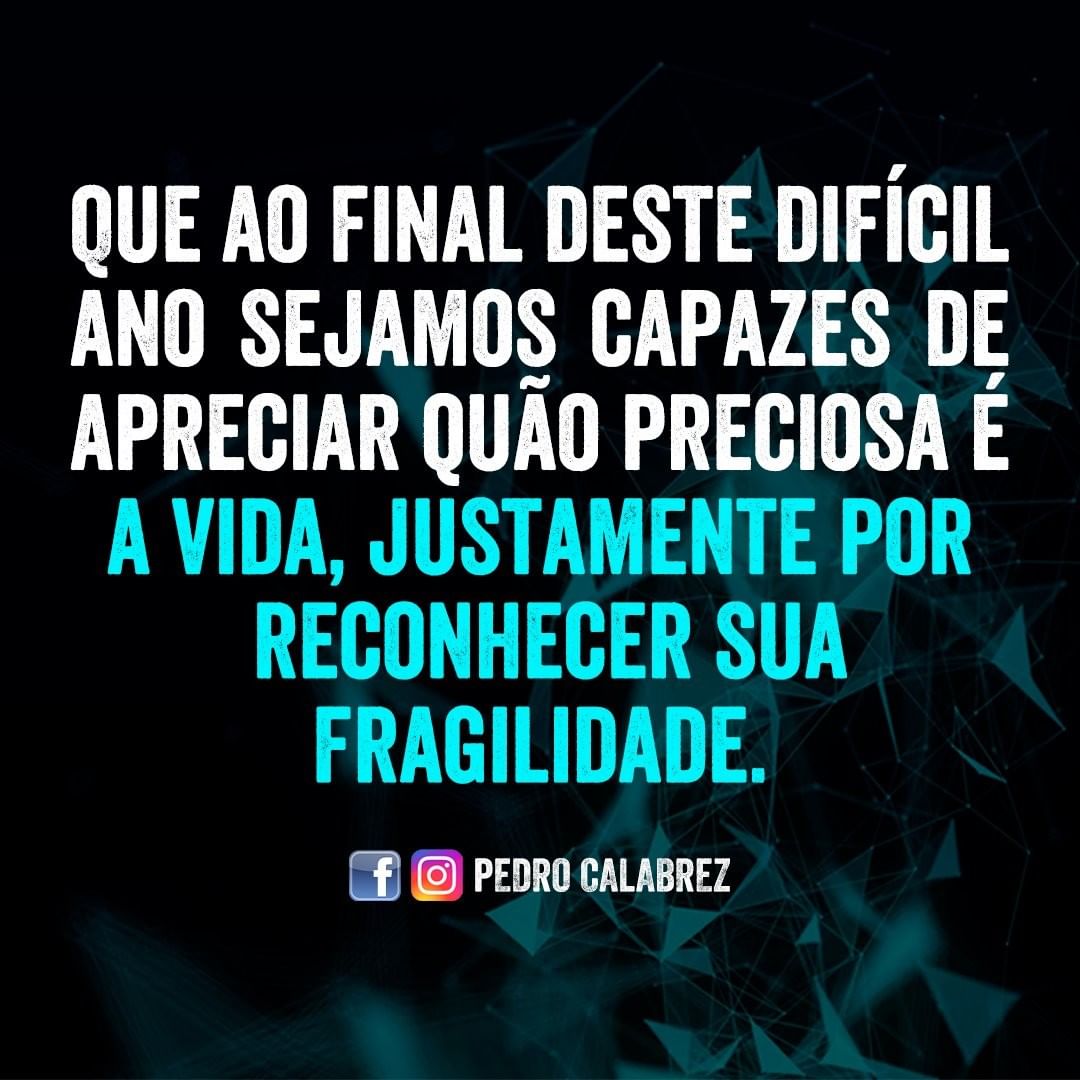 QUE AO FINAL DESTE DIFÍCIL
ANO SEJAMOS CAPAZES DE
APRECIAR QUÃO PRECIOSA É
A VIDA, JUSTAMENTE POR
RECONHECER SUA
FRAGILIDADE.
PEDRO CALABREZ